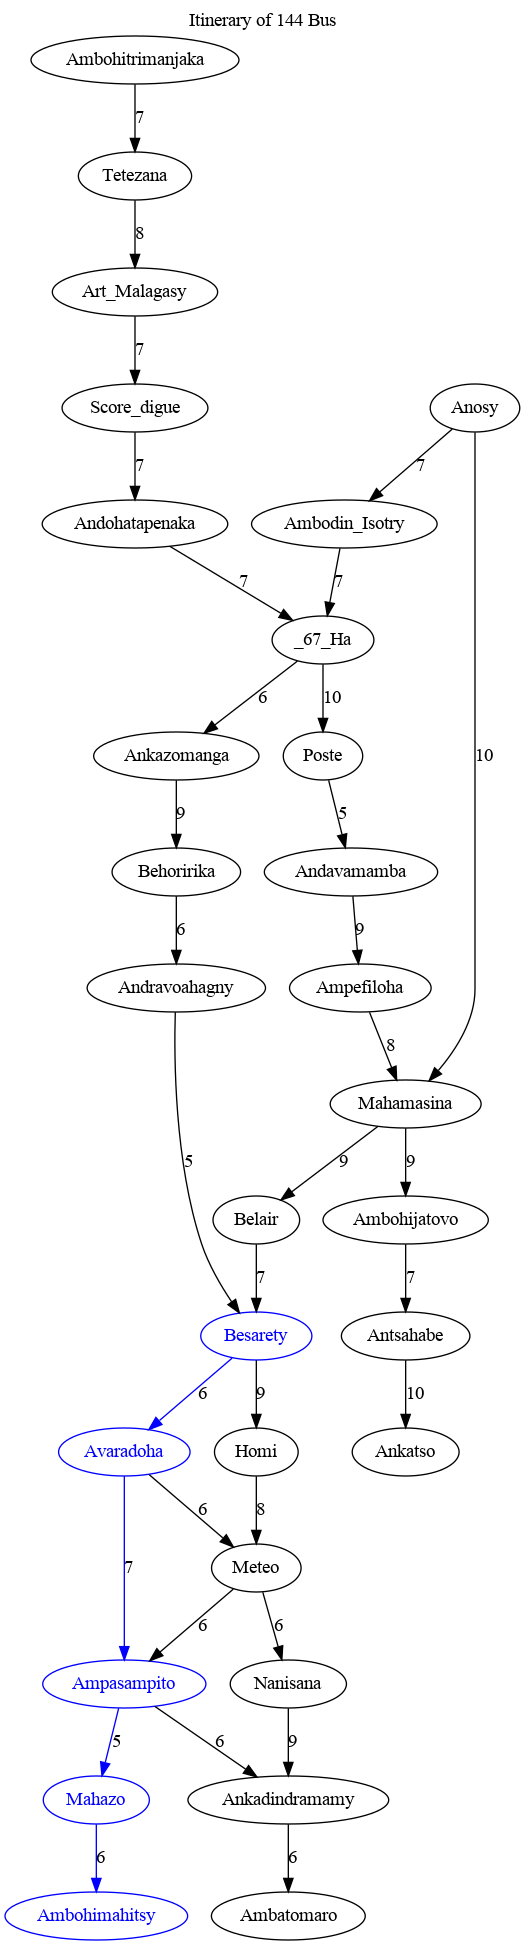 Itinerary of 144 Bus
Ambohitrimanjaka
7
Tetezana
8
Art_Malagasy
7
Score_digue
Anosy
7
7
Andohatapenaka
Ambodin_Isotry
7
7
10
_67_Ha
6
10
Ankazomanga
Poste
9
5
Behoririka
Andavamamba
6
9
Andravoahagny
Ampefiloha
8
Mahamasina
5
9
9
Belair
Ambohijatovo
7
7
Besarety
Antsahabe
6
9
10
Avaradoha
Homi
Ankatso
7
6
8
Meteo
6
6
Ampasampito
Nanisana
5
6
9
Mahazo
Ankadindramamy
6
6
Ambohimahitsy
Ambatomaro